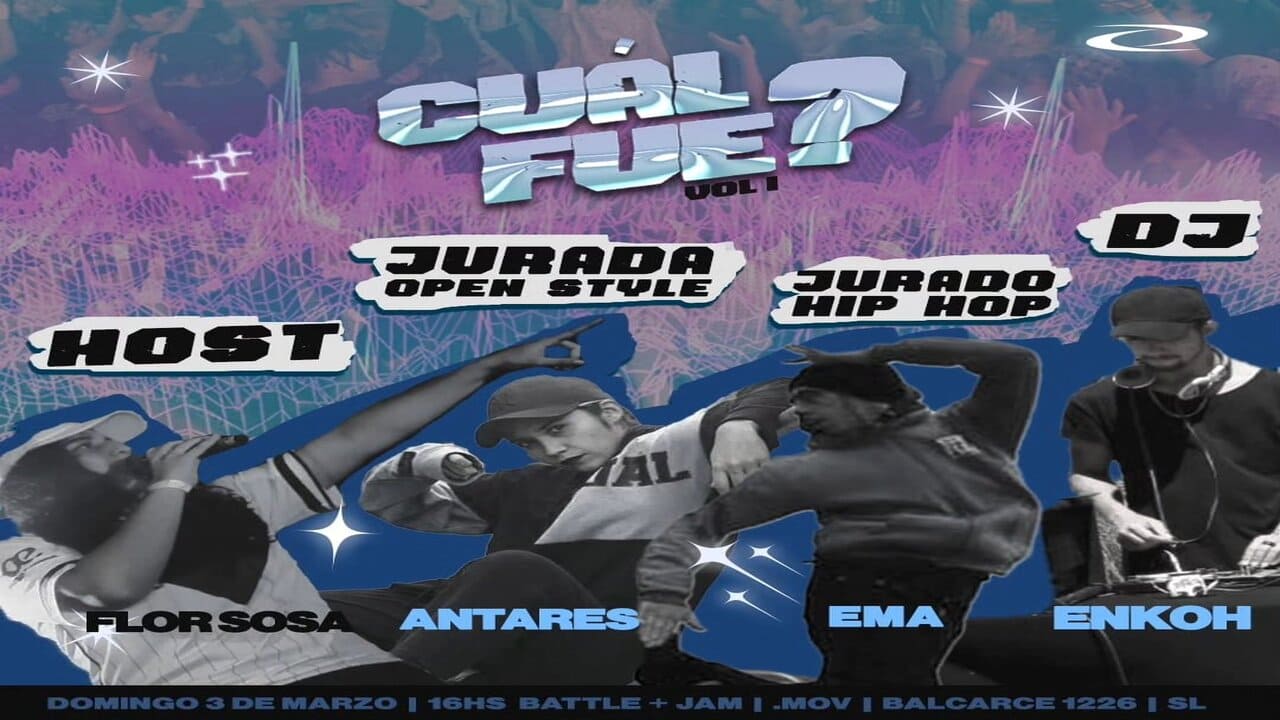 CUÁL
FUE?
VOL I
HOST
JURADA
OPEN STYLE
JURADO
HIP HOP
DJ
FLOR SOSA
ANTARES
EMA
ENKOH
DOMINGO 3 DE MARZO | 16HS BATTLE + JAM | .MOV | BALCARCE 1226 | SL